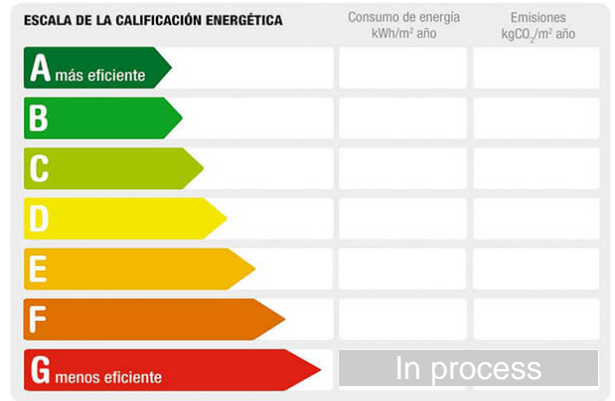 ESCALA DE LA CALIFICACIÓN ENERGÉTICA
Consumo de energía
kWh/m² año
Emisiones
kgCO₂/m² año
A más eficiente
B
C
D
E
F
G menos eficiente
In process